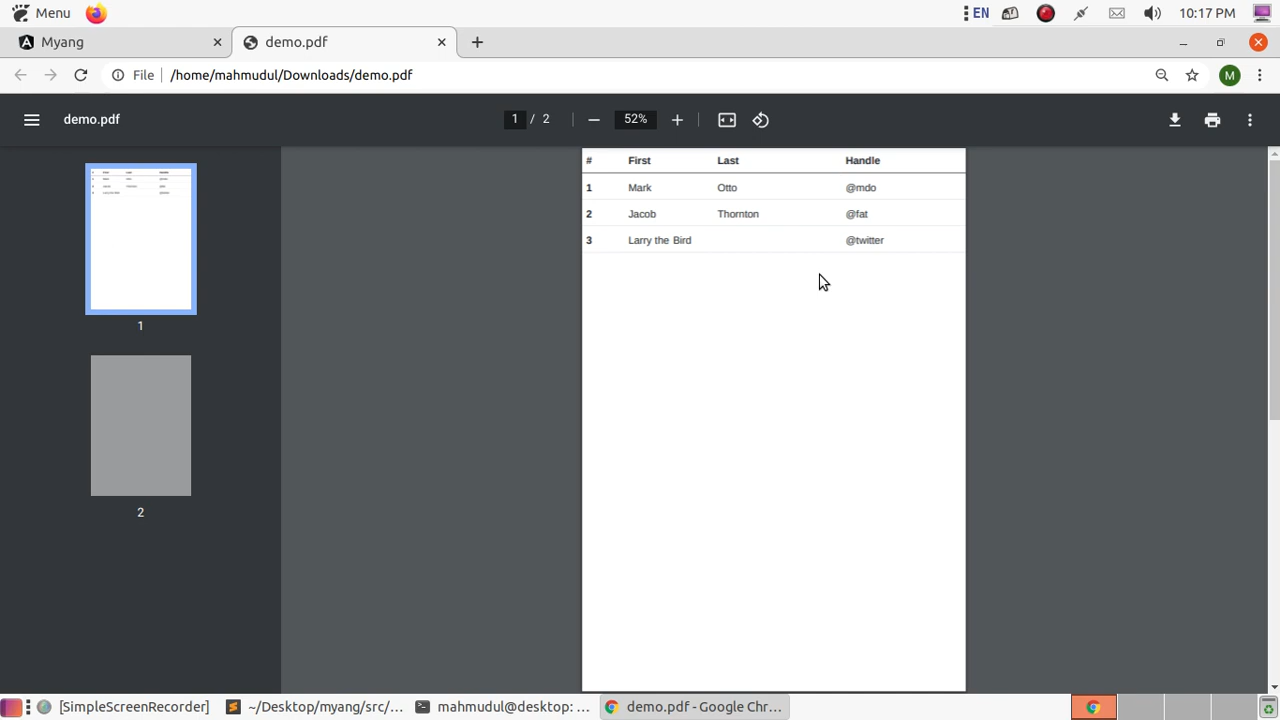 Menu
EN
10:17 PM
Myang
demo.pdf
File
/home/mahmudul/Downloads/demo.pdf
M
demo.pdf
1 / 2
52%
# First Last Handle
1 Mark Otto @mdo
2 Jacob Thornton @fat
3 Larry the Bird @twitter
1
2
[SimpleScreenRecorder]
~/Desktop/myang/src/...
mahmudul@desktop: ...
demo.pdf - Google Chr...